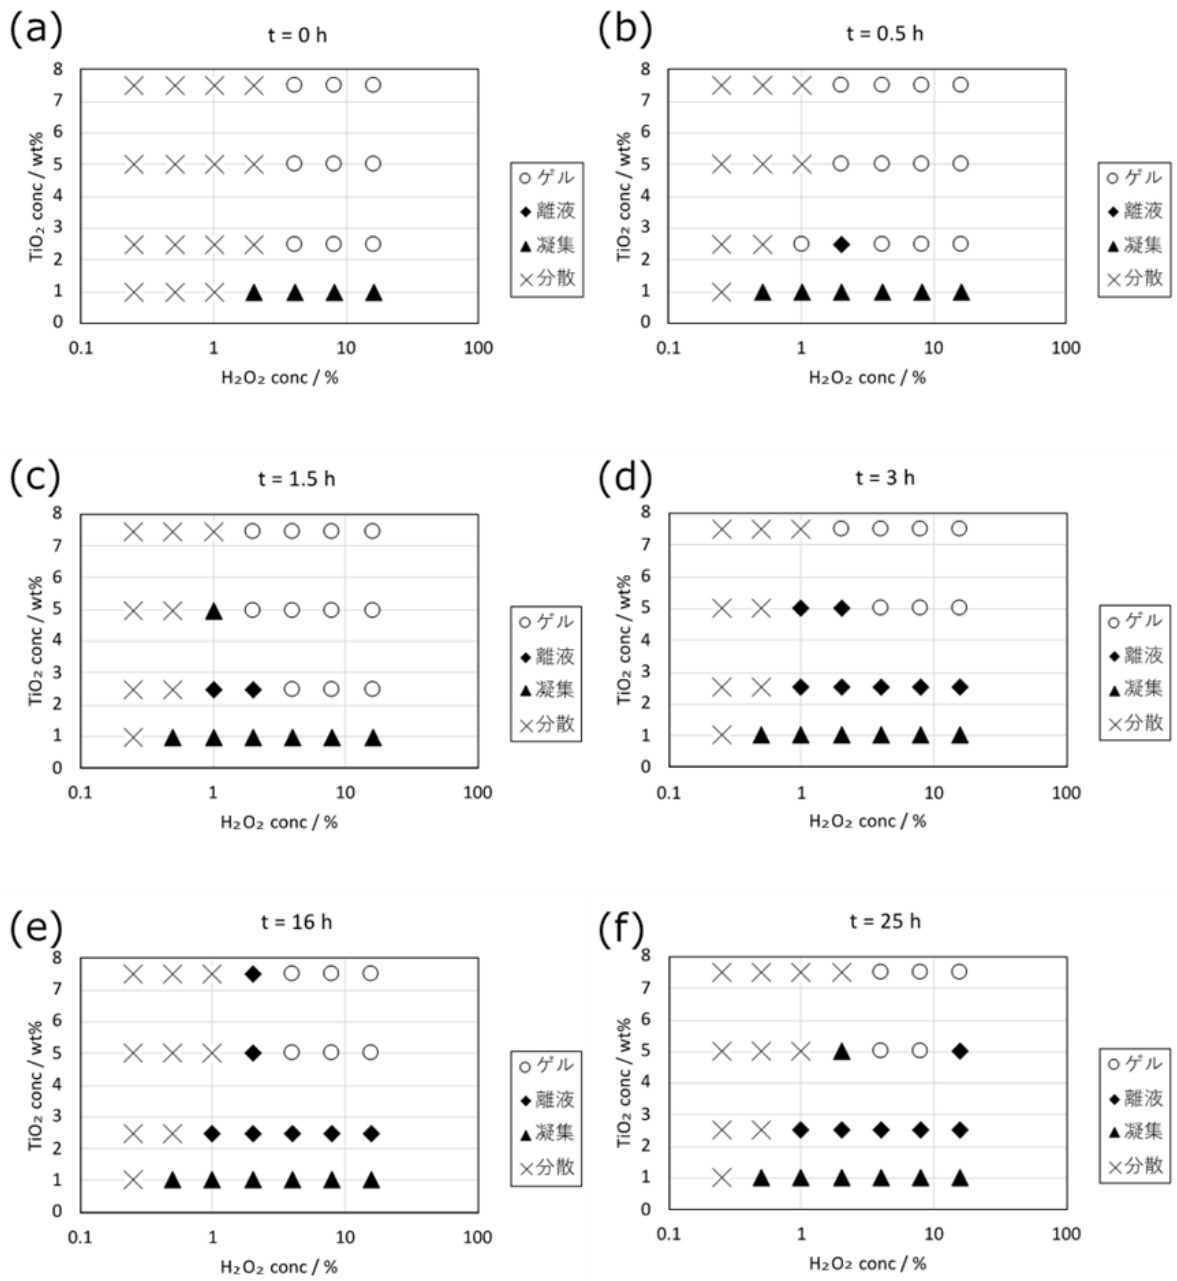 (a)
t = 0 h
8
7
6
5
4
3
2
1
0
TiO₂ conc / wt%
0.1 1 10 100
H₂O₂ conc / %
ゲル
離液
凝集
分散
(b)
t = 0.5 h
8
7
6
5
4
3
2
1
0
TiO₂ conc / wt%
0.1 1 10 100
H₂O₂ conc / %
ゲル
離液
凝集
分散
(c)
t = 1.5 h
8
7
6
5
4
3
2
1
0
TiO₂ conc / wt%
0.1 1 10 100
H₂O₂ conc / %
ゲル
離液
凝集
分散
(d)
t = 3 h
8
7
6
5
4
3
2
1
0
TiO₂ conc / wt%
0.1 1 10 100
H₂O₂ conc / %
ゲル
離液
凝集
分散
(e)
t = 16 h
8
7
6
5
4
3
2
1
0
TiO₂ conc / wt%
0.1 1 10 100
H₂O₂ conc / %
ゲル
離液
凝集
分散
(f)
t = 25 h
8
7
6
5
4
3
2
1
0
TiO₂ conc / wt%
0.1 1 10 100
H₂O₂ conc / %
ゲル
離液
凝集
分散